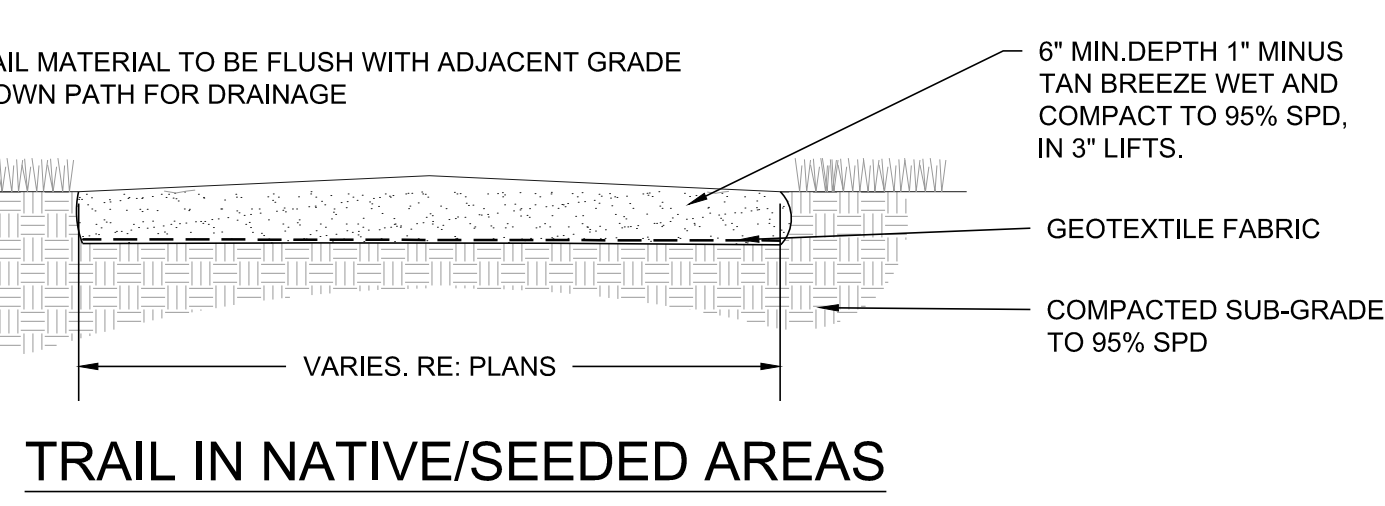 AIL MATERIAL TO BE FLUSH WITH ADJACENT GRADE
OWN PATH FOR DRAINAGE
6" MIN.DEPTH 1" MINUS
TAN BREEZE WET AND
COMPACT TO 95% SPD,
IN 3" LIFTS.
GEOTEXTILE FABRIC
COMPACTED SUB-GRADE
TO 95% SPD
VARIES. RE: PLANS
TRAIL IN NATIVE/SEEDED AREAS